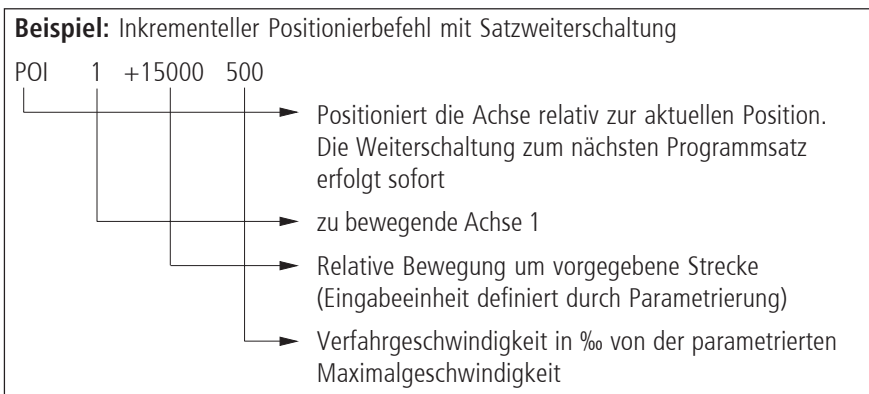 Beispiel: Inkrementeller Positionierbefehl mit Satzweiterschaltung
POI 1 +15000 500
Positioniert die Achse relativ zur aktuellen Position.
Die Weiterschaltung zum nächsten Programmsatz
erfolgt sofort
zu bewegende Achse 1
Relative Bewegung um vorgegebene Strecke
(Eingabeeinheit definiert durch Parametrierung)
Verfahrgeschwindigkeit in ‰ von der parametrierten
Maximalgeschwindigkeit